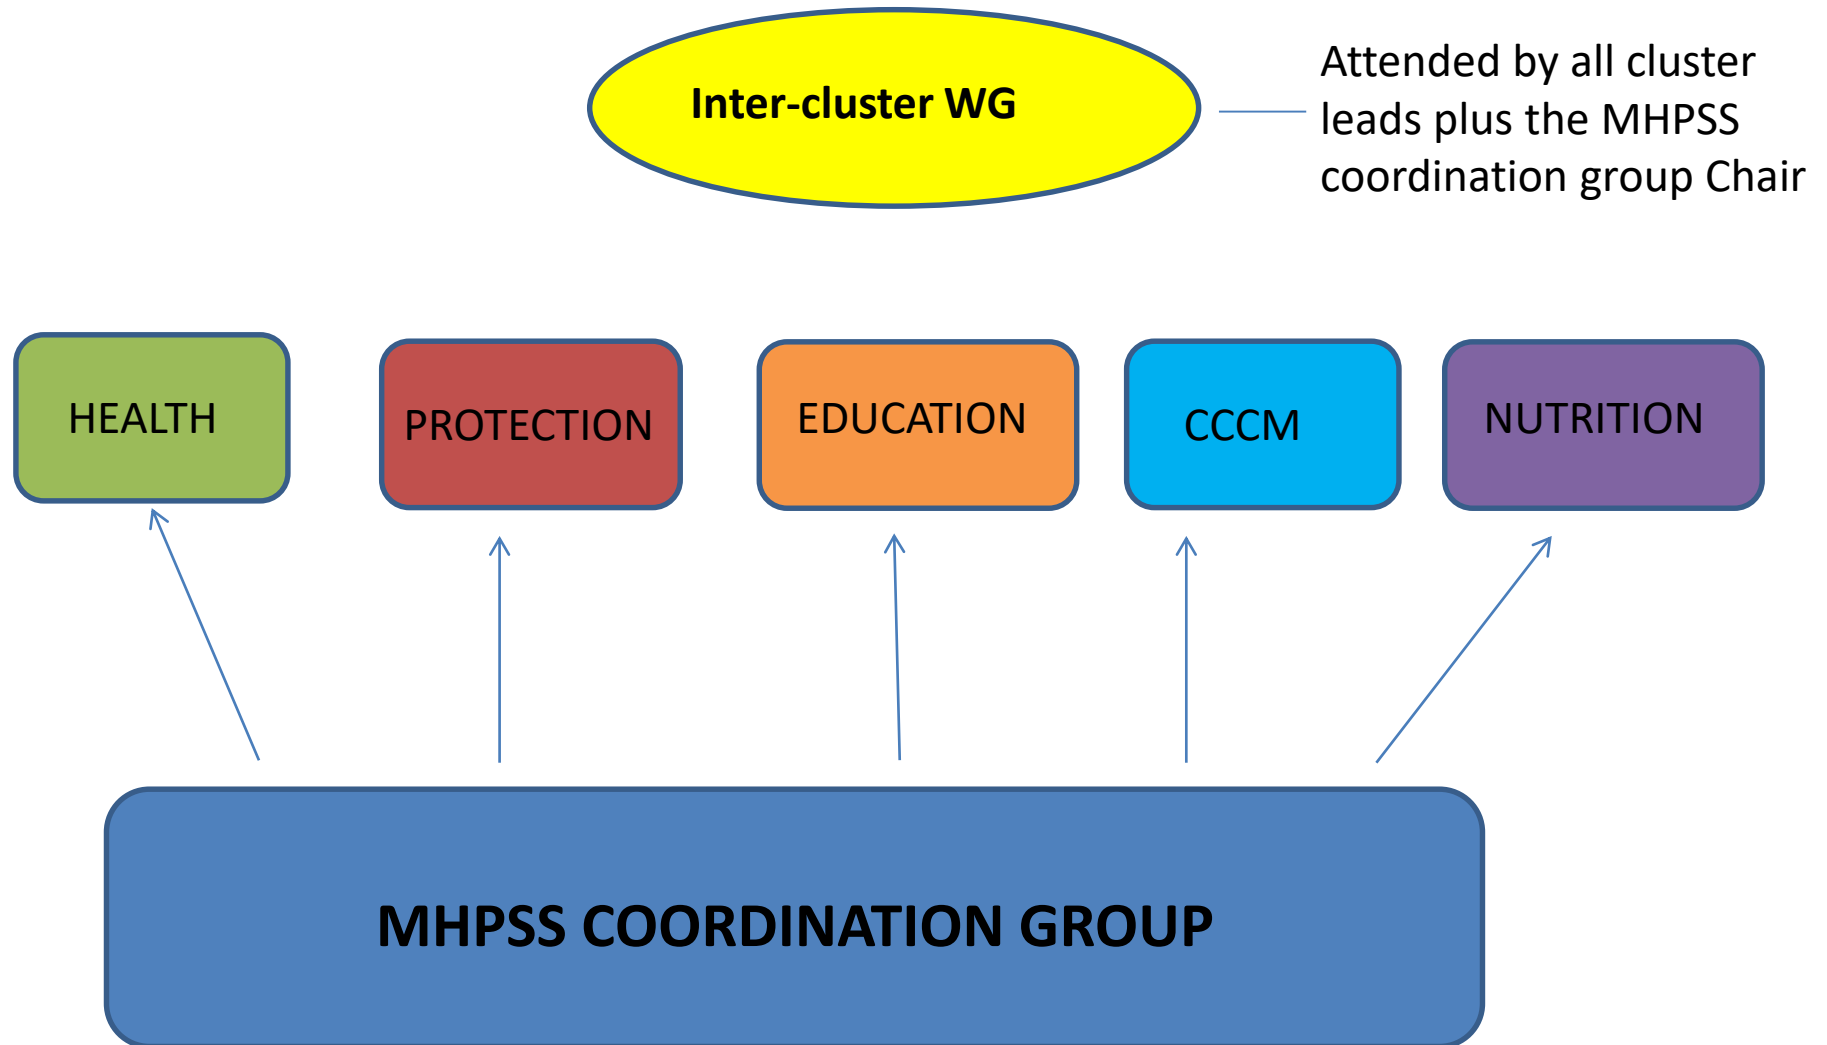 Inter-cluster WG
Attended by all cluster
leads plus the MHPSS
coordination group Chair
HEALTH
PROTECTION
EDUCATION
CCCM
NUTRITION
MHPSS COORDINATION GROUP